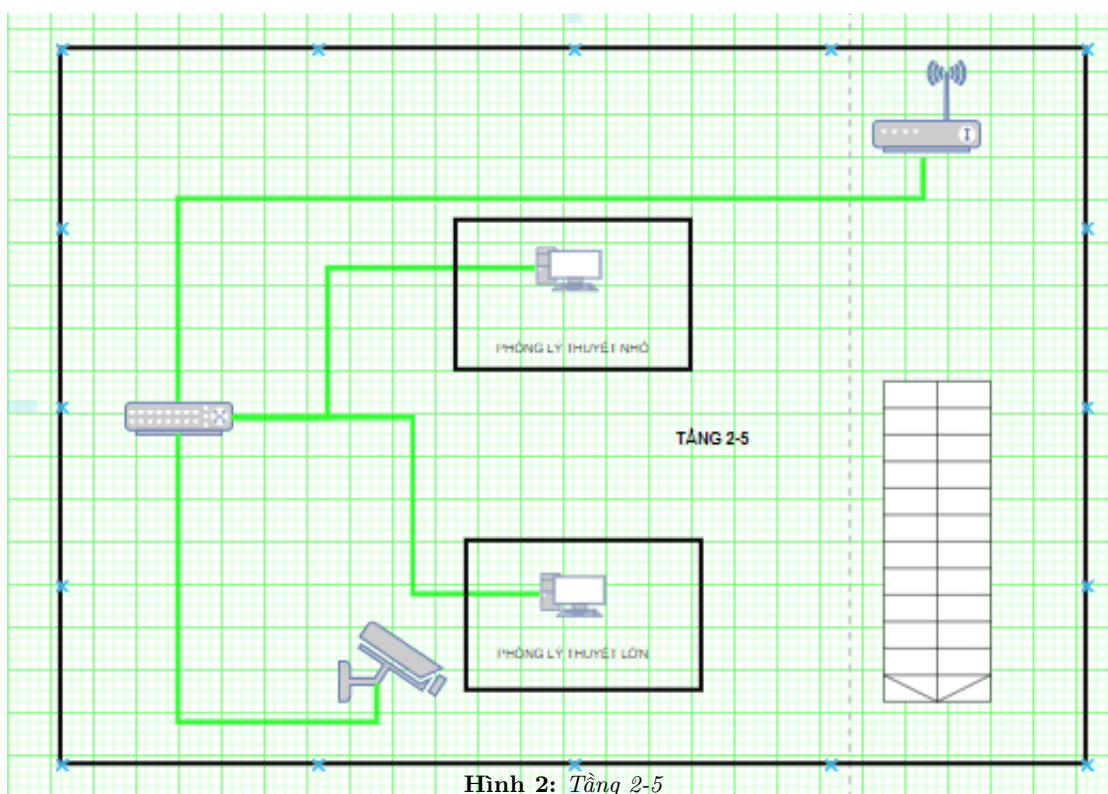 PHÒNG LÝ THUYẾT NHỎ
TẦNG 2-5
PHÒNG LÝ THUYẾT LỚN
Hình 2: Tầng 2-5